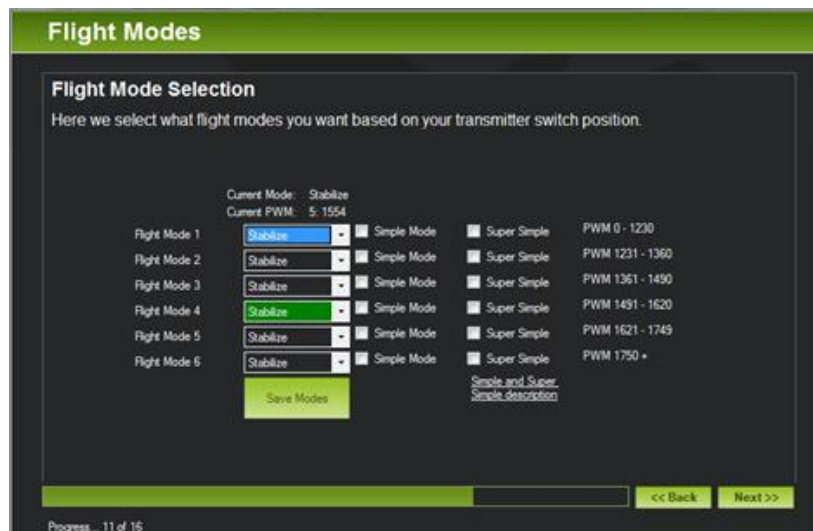 Flight Modes
Flight Mode Selection
Here we select what flight modes you want based on your transmitter switch position.
Current Mode: Stabilize
Current PWM: 5: 1554
Flight Mode 1 Stabilize Simple Mode Super Simple PWM 0 - 1230
Flight Mode 2 Stabilize Simple Mode Super Simple PWM 1231 - 1360
Flight Mode 3 Stabilize Simple Mode Super Simple PWM 1361 - 1490
Flight Mode 4 Stabilize Simple Mode Super Simple PWM 1491 - 1620
Flight Mode 5 Stabilize Simple Mode Super Simple PWM 1621 - 1749
Flight Mode 6 Stabilize Simple Mode Super Simple PWM 1750 +
Save Modes
Simple and Super
Simple description
<< Back Next >>
Progress... 11 of 16